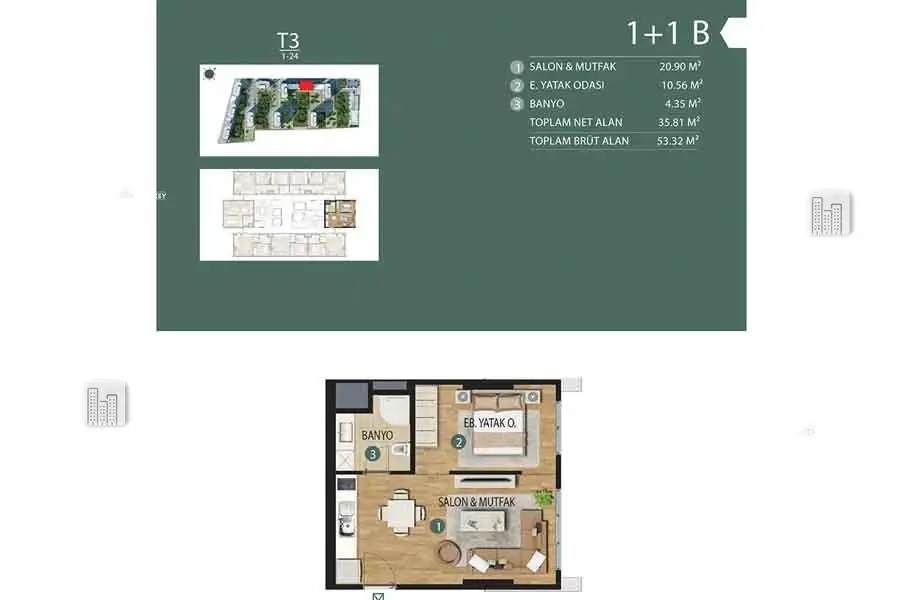 1+1 B
T3
1-24
1 SALON & MUTFAK 20.90 M²
2 E. YATAK ODASI 10.56 M²
3 BANYO 4.35 M²
TOPLAM NET ALAN 35.81 M²
TOPLAM BRÜT ALAN 53.32 M²
EB. YATAK O.
2
BANYO
3
SALON & MUTFAK
1